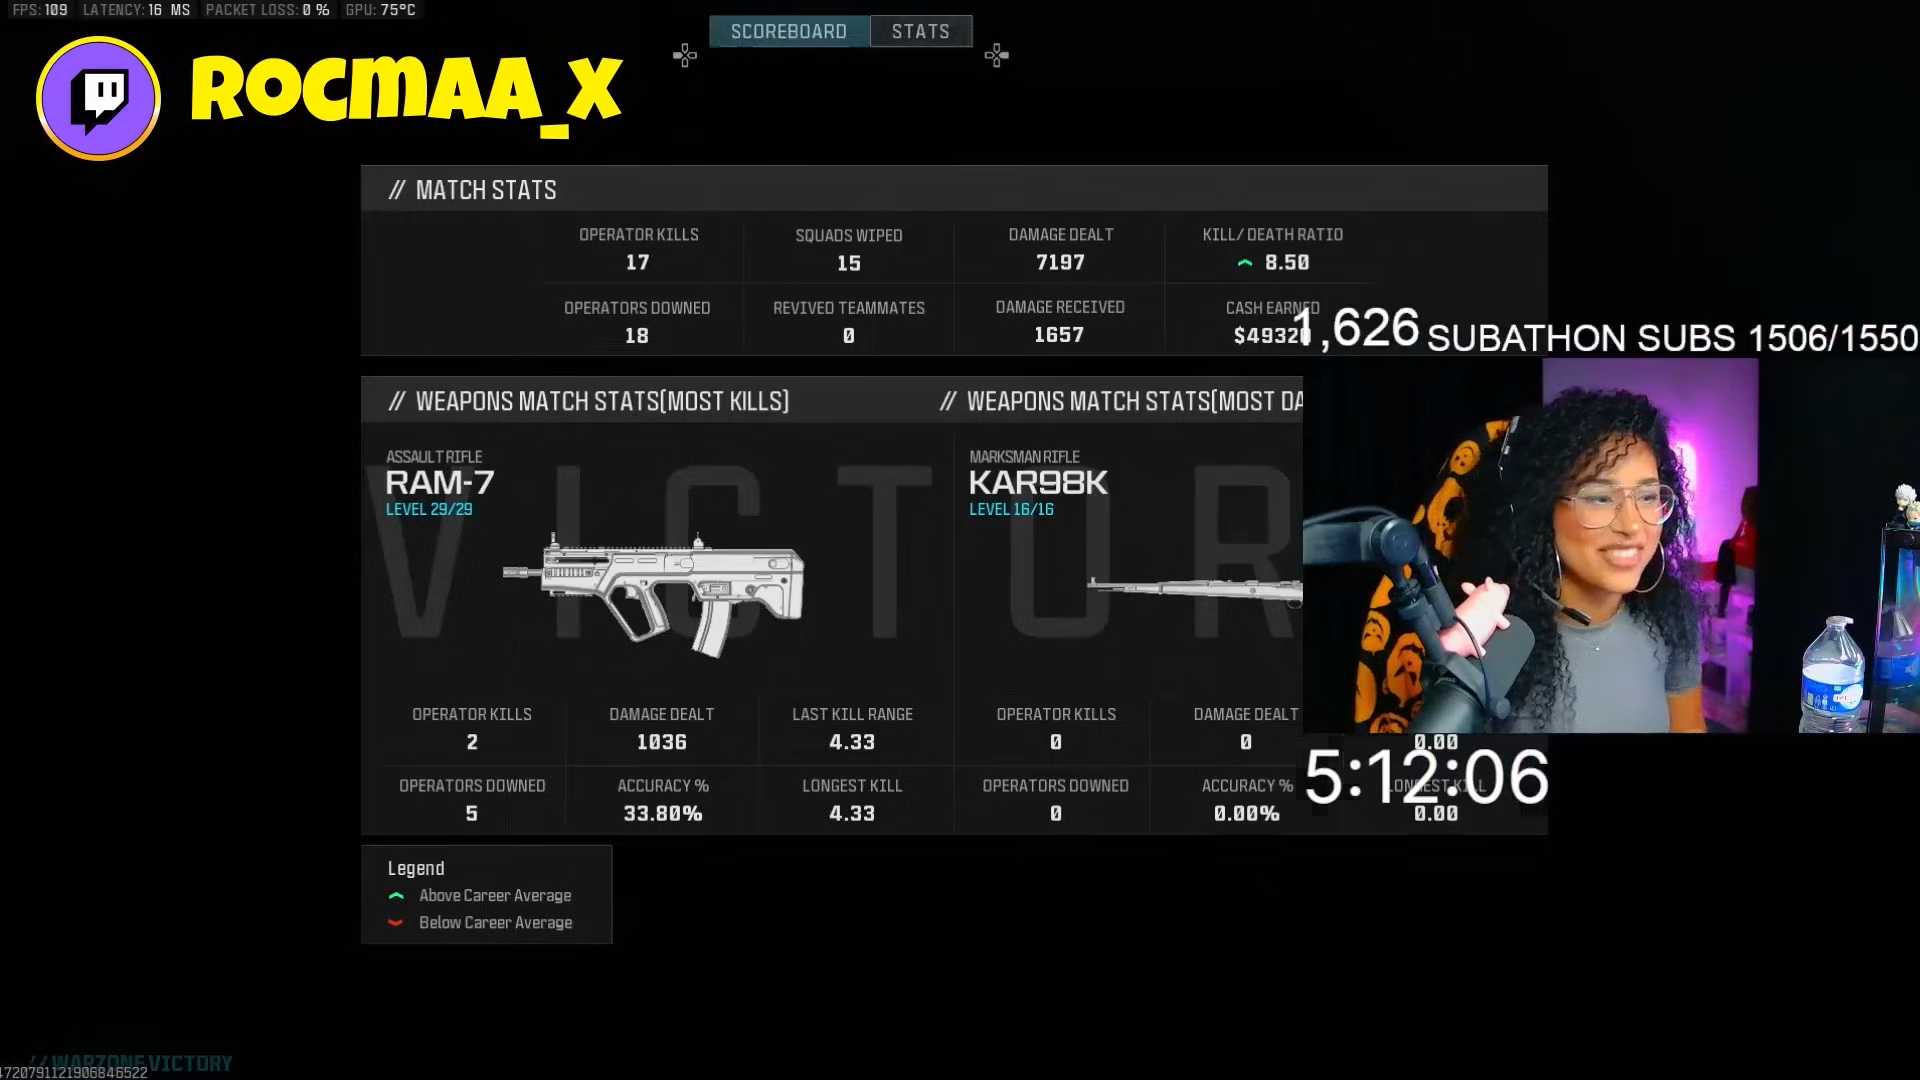 FPS: 109 LATENCY: 16 MS PACKET LOSS: 0 % GPU: 75°C
SCOREBOARD STATS
ROCMAA_X
// MATCH STATS
OPERATOR KILLS SQUADS WIPED DAMAGE DEALT KILL/DEATH RATIO
17 15 7197 8.50
OPERATORS DOWNED REVIVED TEAMMATES DAMAGE RECEIVED CASH EARNED
18 0 1657 $49320
1,626 SUBATHON SUBS 1506/1550
// WEAPONS MATCH STATS[MOST KILLS] // WEAPONS MATCH STATS[MOST DA
ASSAULT RIFLE MARKSMAN RIFLE
RAM-7 KAR98K
LEVEL 29/29 LEVEL 16/16
VICTOR
OPERATOR KILLS DAMAGE DEALT LAST KILL RANGE OPERATOR KILLS DAMAGE DEALT
2 1036 4.33 0 0 0.00
5:12:06
OPERATORS DOWNED ACCURACY % LONGEST KILL OPERATORS DOWNED ACCURACY % LONGEST KILL
5 33.80% 4.33 0 0.00% 0.00
Legend
Above Career Average
Below Career Average
// WARZONE VICTORY
4720791121906846522